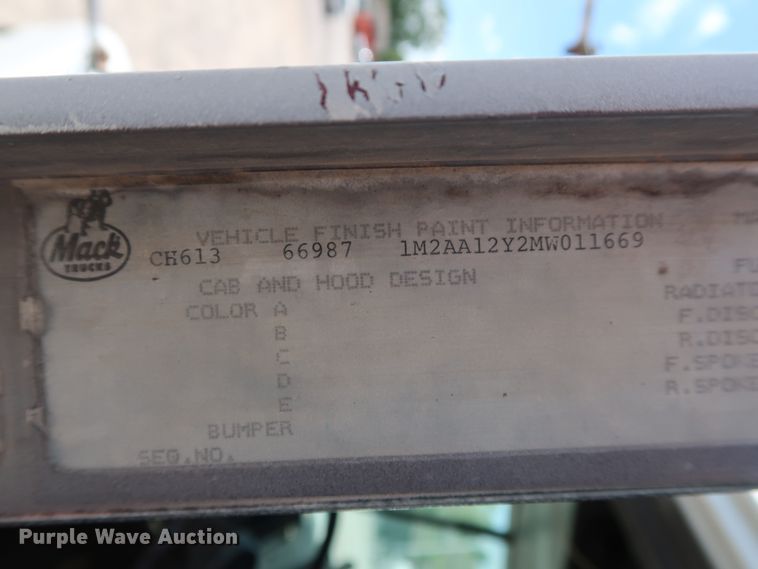 Mack
TRUCKS
VEHICLE FINISH PAINT INFORMATION
CH613 66987 1M2AA12Y2MW011669
CAB AND HOOD DESIGN
COLOR A
B
C
D
E
BUMPER
SEQ.NO.
RADIATO
F.DISC
R.DISC
F.SPOKE
R.SPOKE
Purple Wave Auction